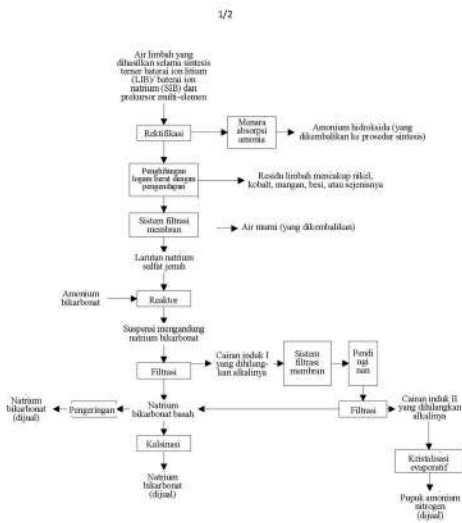 1/2
Air limbah yang
dihasilkan selama sintesis
terner baterai ion litium
(LIB)/ baterai ion
natrium (SIB) dan
prekursor multi-elemen
Rektifikasi
Menara
absorpsi
amonia
Amonium hidroksida (yang
dikembalikan ke prosedur sintesis)
Penghilangan
logam berat dengan
pengendapan
Residu limbah mencakup nikel,
kobalt, mangan, besi, atau sejenisnya
Sistem filtrasi
membran
Air murni (yang dikembalikan)
Larutan natrium
sulfat jenuh
Amonium
bikarbonat
Reaktor
Suspensi mengandung
natrium bikarbonat
Filtrasi
Cairan induk I
yang dihilang-
kan alkalinya
Sistem
filtrasi
membran
Pendi
ngi
nan
Natrium
bikarbonat
(dijual)
Pengeringan
Natrium
bikarbonat basah
Filtrasi
Cairan induk II
yang dihilangkan
alkalinya
Kalsinasi
Kristalisasi
evaporatif
Natrium
bikarbonat
(dijual)
Pupuk amonium
nitrogen
(dijual)